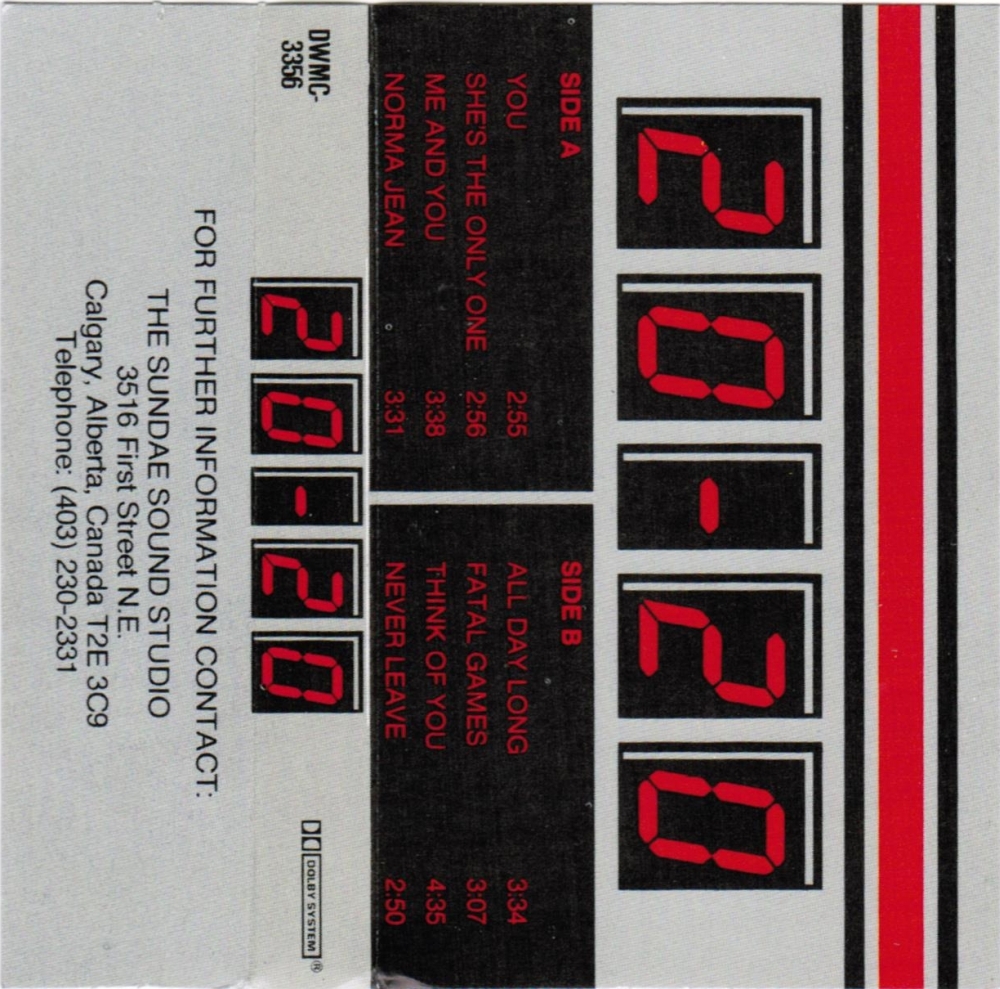 20-20
SIDE A
YOU 2:55
SHE'S THE ONLY ONE 2:56
ME AND YOU 3:38
NORMA JEAN 3:31
SIDE B
ALL DAY LONG 3:34
FATAL GAMES 3:07
THINK OF YOU 4:35
NEVER LEAVE 2:50
DWMC-
3356
20-20
DOLBY SYSTEM ®
FOR FURTHER INFORMATION CONTACT:
THE SUNDAE SOUND STUDIO
3516 First Street N.E.
Calgary, Alberta, Canada T2E 3C9
Telephone: (403) 230-2331